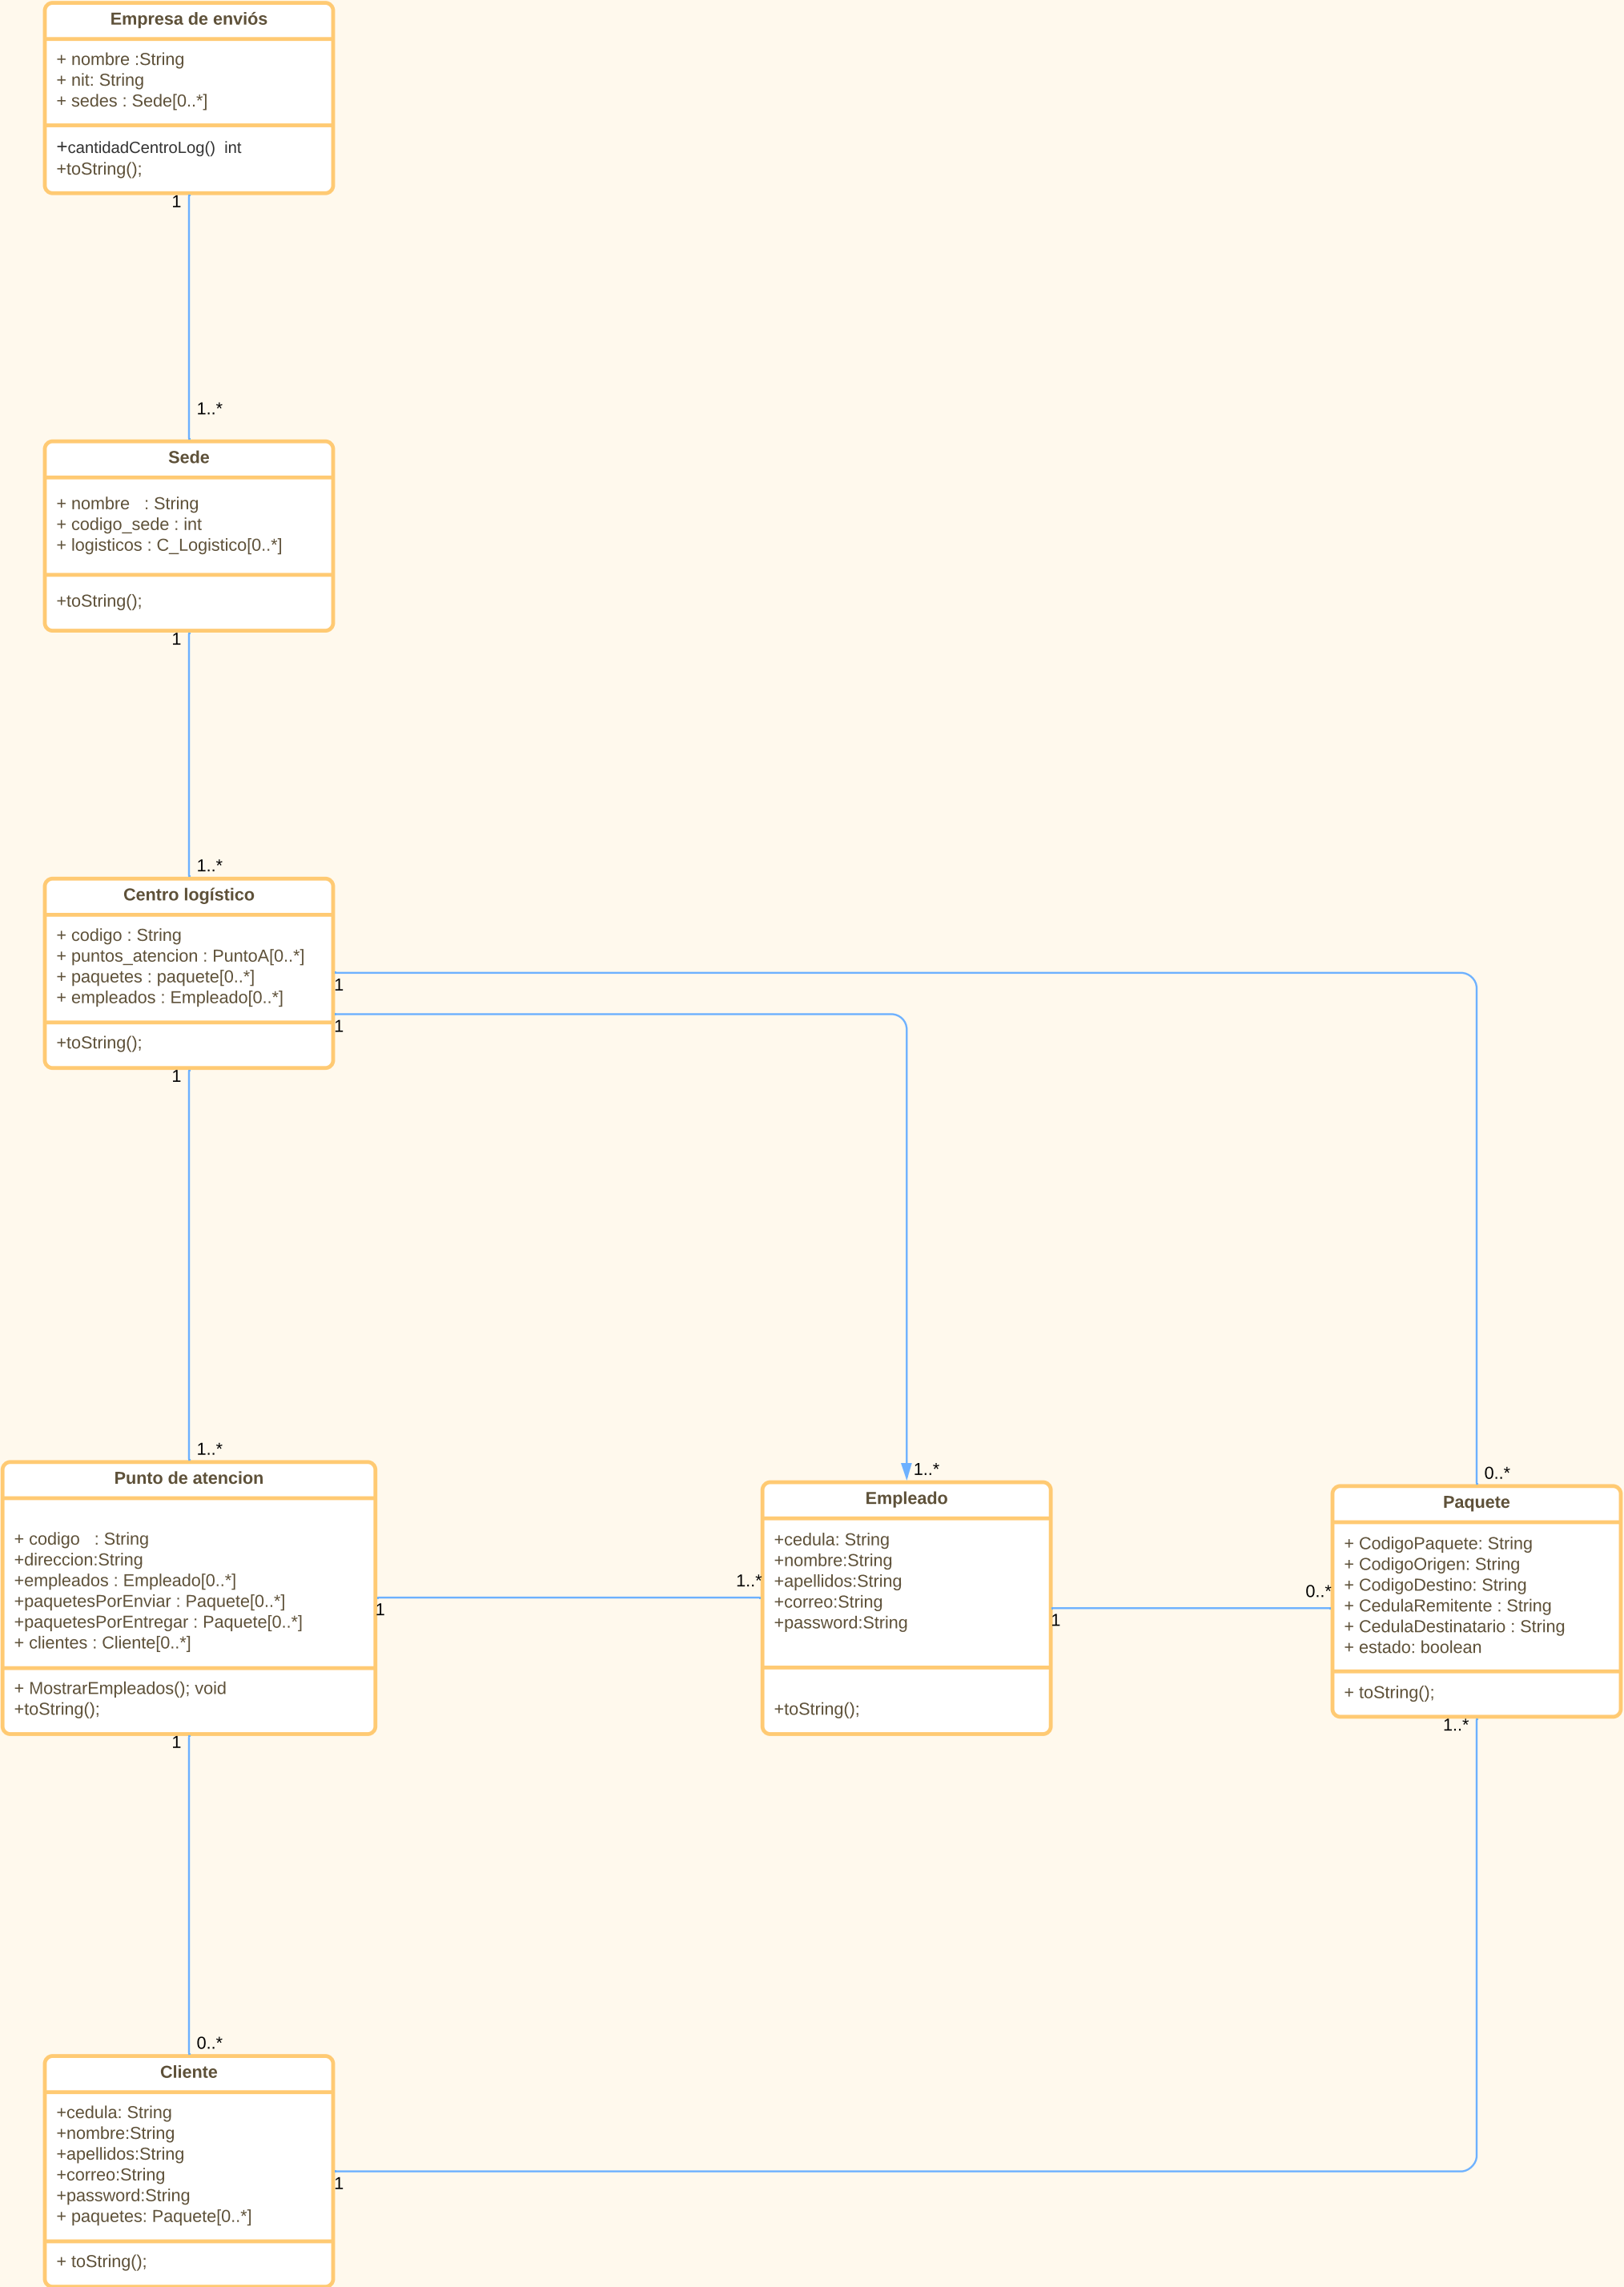 Empresa de enviós
+ nombre :String
+ nit: String
+ sedes : Sede[0..*]
+cantidadCentroLog()  int
+toString();
1
1..*
Sede
+ nombre   : String
+ codigo_sede : int
+ logisticos : C_Logistico[0..*]
+toString();
1
1..*
Centro logístico
+ codigo : String
+ puntos_atencion : PuntoA[0..*]
+ paquetes : paquete[0..*]
+ empleados : Empleado[0..*]
+toString();
1
1
1
1..*
Punto de atencion
+ codigo   : String
+direccion:String
+empleados : Empleado[0..*]
+paquetesPorEnviar : Paquete[0..*]
+paquetesPorEntregar : Paquete[0..*]
+ clientes : Cliente[0..*]
+ MostrarEmpleados(); void
+toString();
1
1..*
1..*
Empleado
+cedula: String
+nombre:String
+apellidos:String
+correo:String
+password:String
+toString();
1
0..*
0..*
Paquete
+ CodigoPaquete: String
+ CodigoOrigen: String
+ CodigoDestino: String
+ CedulaRemitente : String
+ CedulaDestinatario : String
+ estado: boolean
+ toString();
1..*
1
0..*
Cliente
+cedula: String
+nombre:String
+apellidos:String
+correo:String
+password:String
+ paquetes: Paquete[0..*]
+ toString();
1